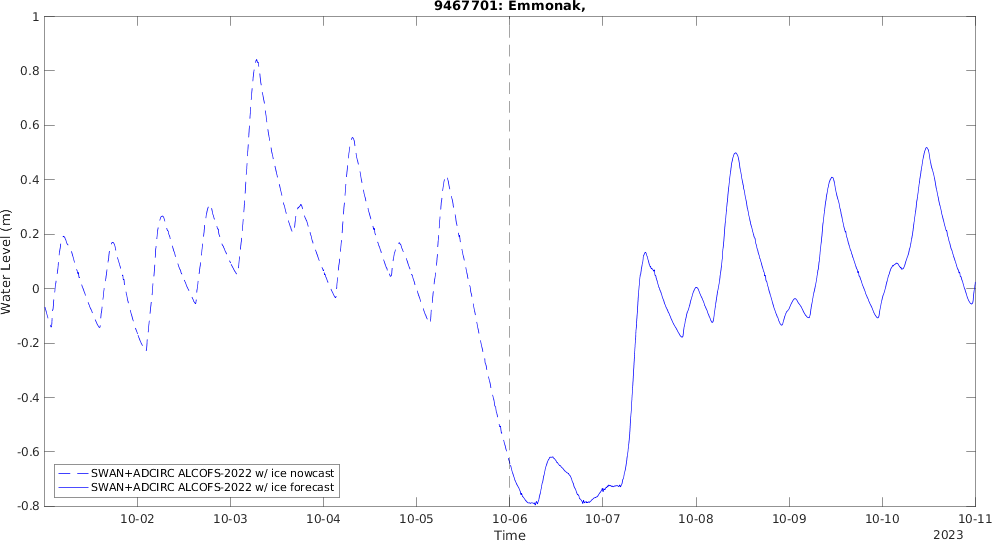 9467701: Emmonak,
Water Level (m)
1
0.8
0.6
0.4
0.2
0
-0.2
-0.4
-0.6
-0.8
SWAN+ADCIRC ALCOFS-2022 w/ ice nowcast
SWAN+ADCIRC ALCOFS-2022 w/ ice forecast
10-02 10-03 10-04 10-05 10-06 10-07 10-08 10-09 10-10 10-11
Time
2023